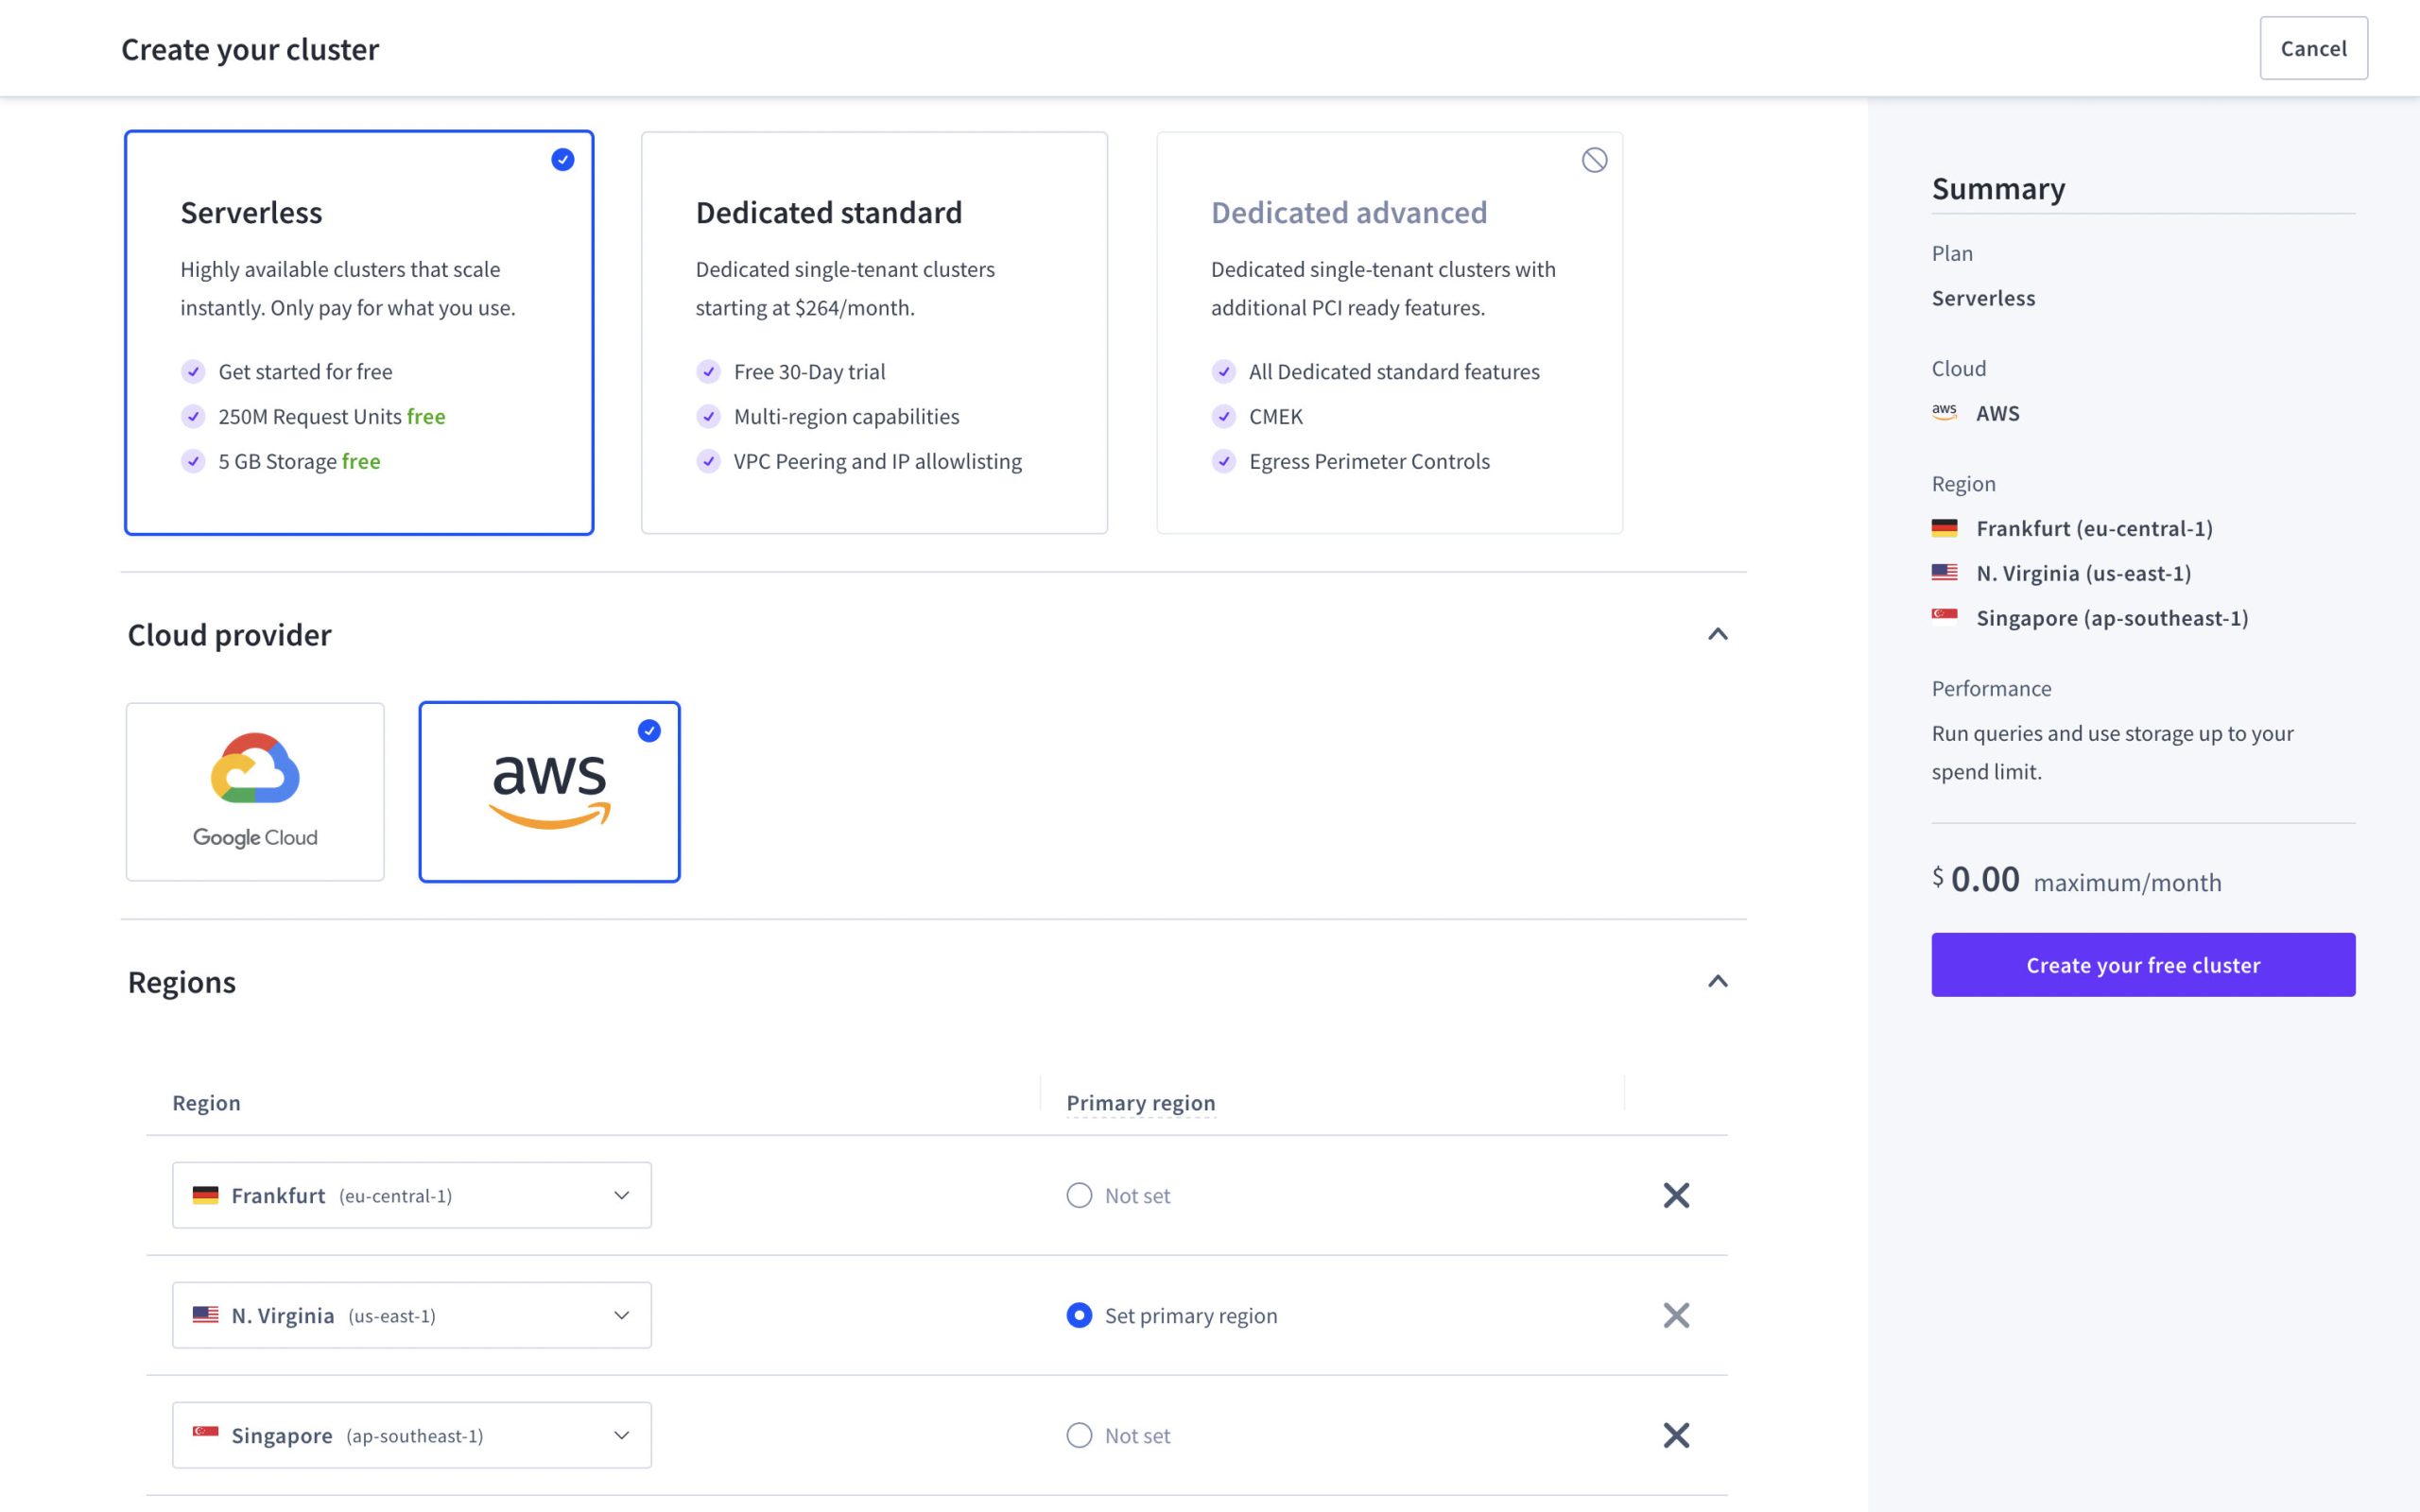 Create your cluster
Cancel
Serverless
Highly available clusters that scale
instantly. Only pay for what you use.
Get started for free
250M Request Units free
5 GB Storage free
Dedicated standard
Dedicated single-tenant clusters
starting at $264/month.
Free 30-Day trial
Multi-region capabilities
VPC Peering and IP allowlisting
Dedicated advanced
Dedicated single-tenant clusters with
additional PCI ready features.
All Dedicated standard features
CMEK
Egress Perimeter Controls
Cloud provider
Google Cloud
aws
Regions
Region
Primary region
Frankfurt (eu-central-1)
Not set
N. Virginia (us-east-1)
Set primary region
Singapore (ap-southeast-1)
Not set
Summary
Plan
Serverless
Cloud
aws AWS
Region
Frankfurt (eu-central-1)
N. Virginia (us-east-1)
Singapore (ap-southeast-1)
Performance
Run queries and use storage up to your
spend limit.
$ 0.00 maximum/month
Create your free cluster